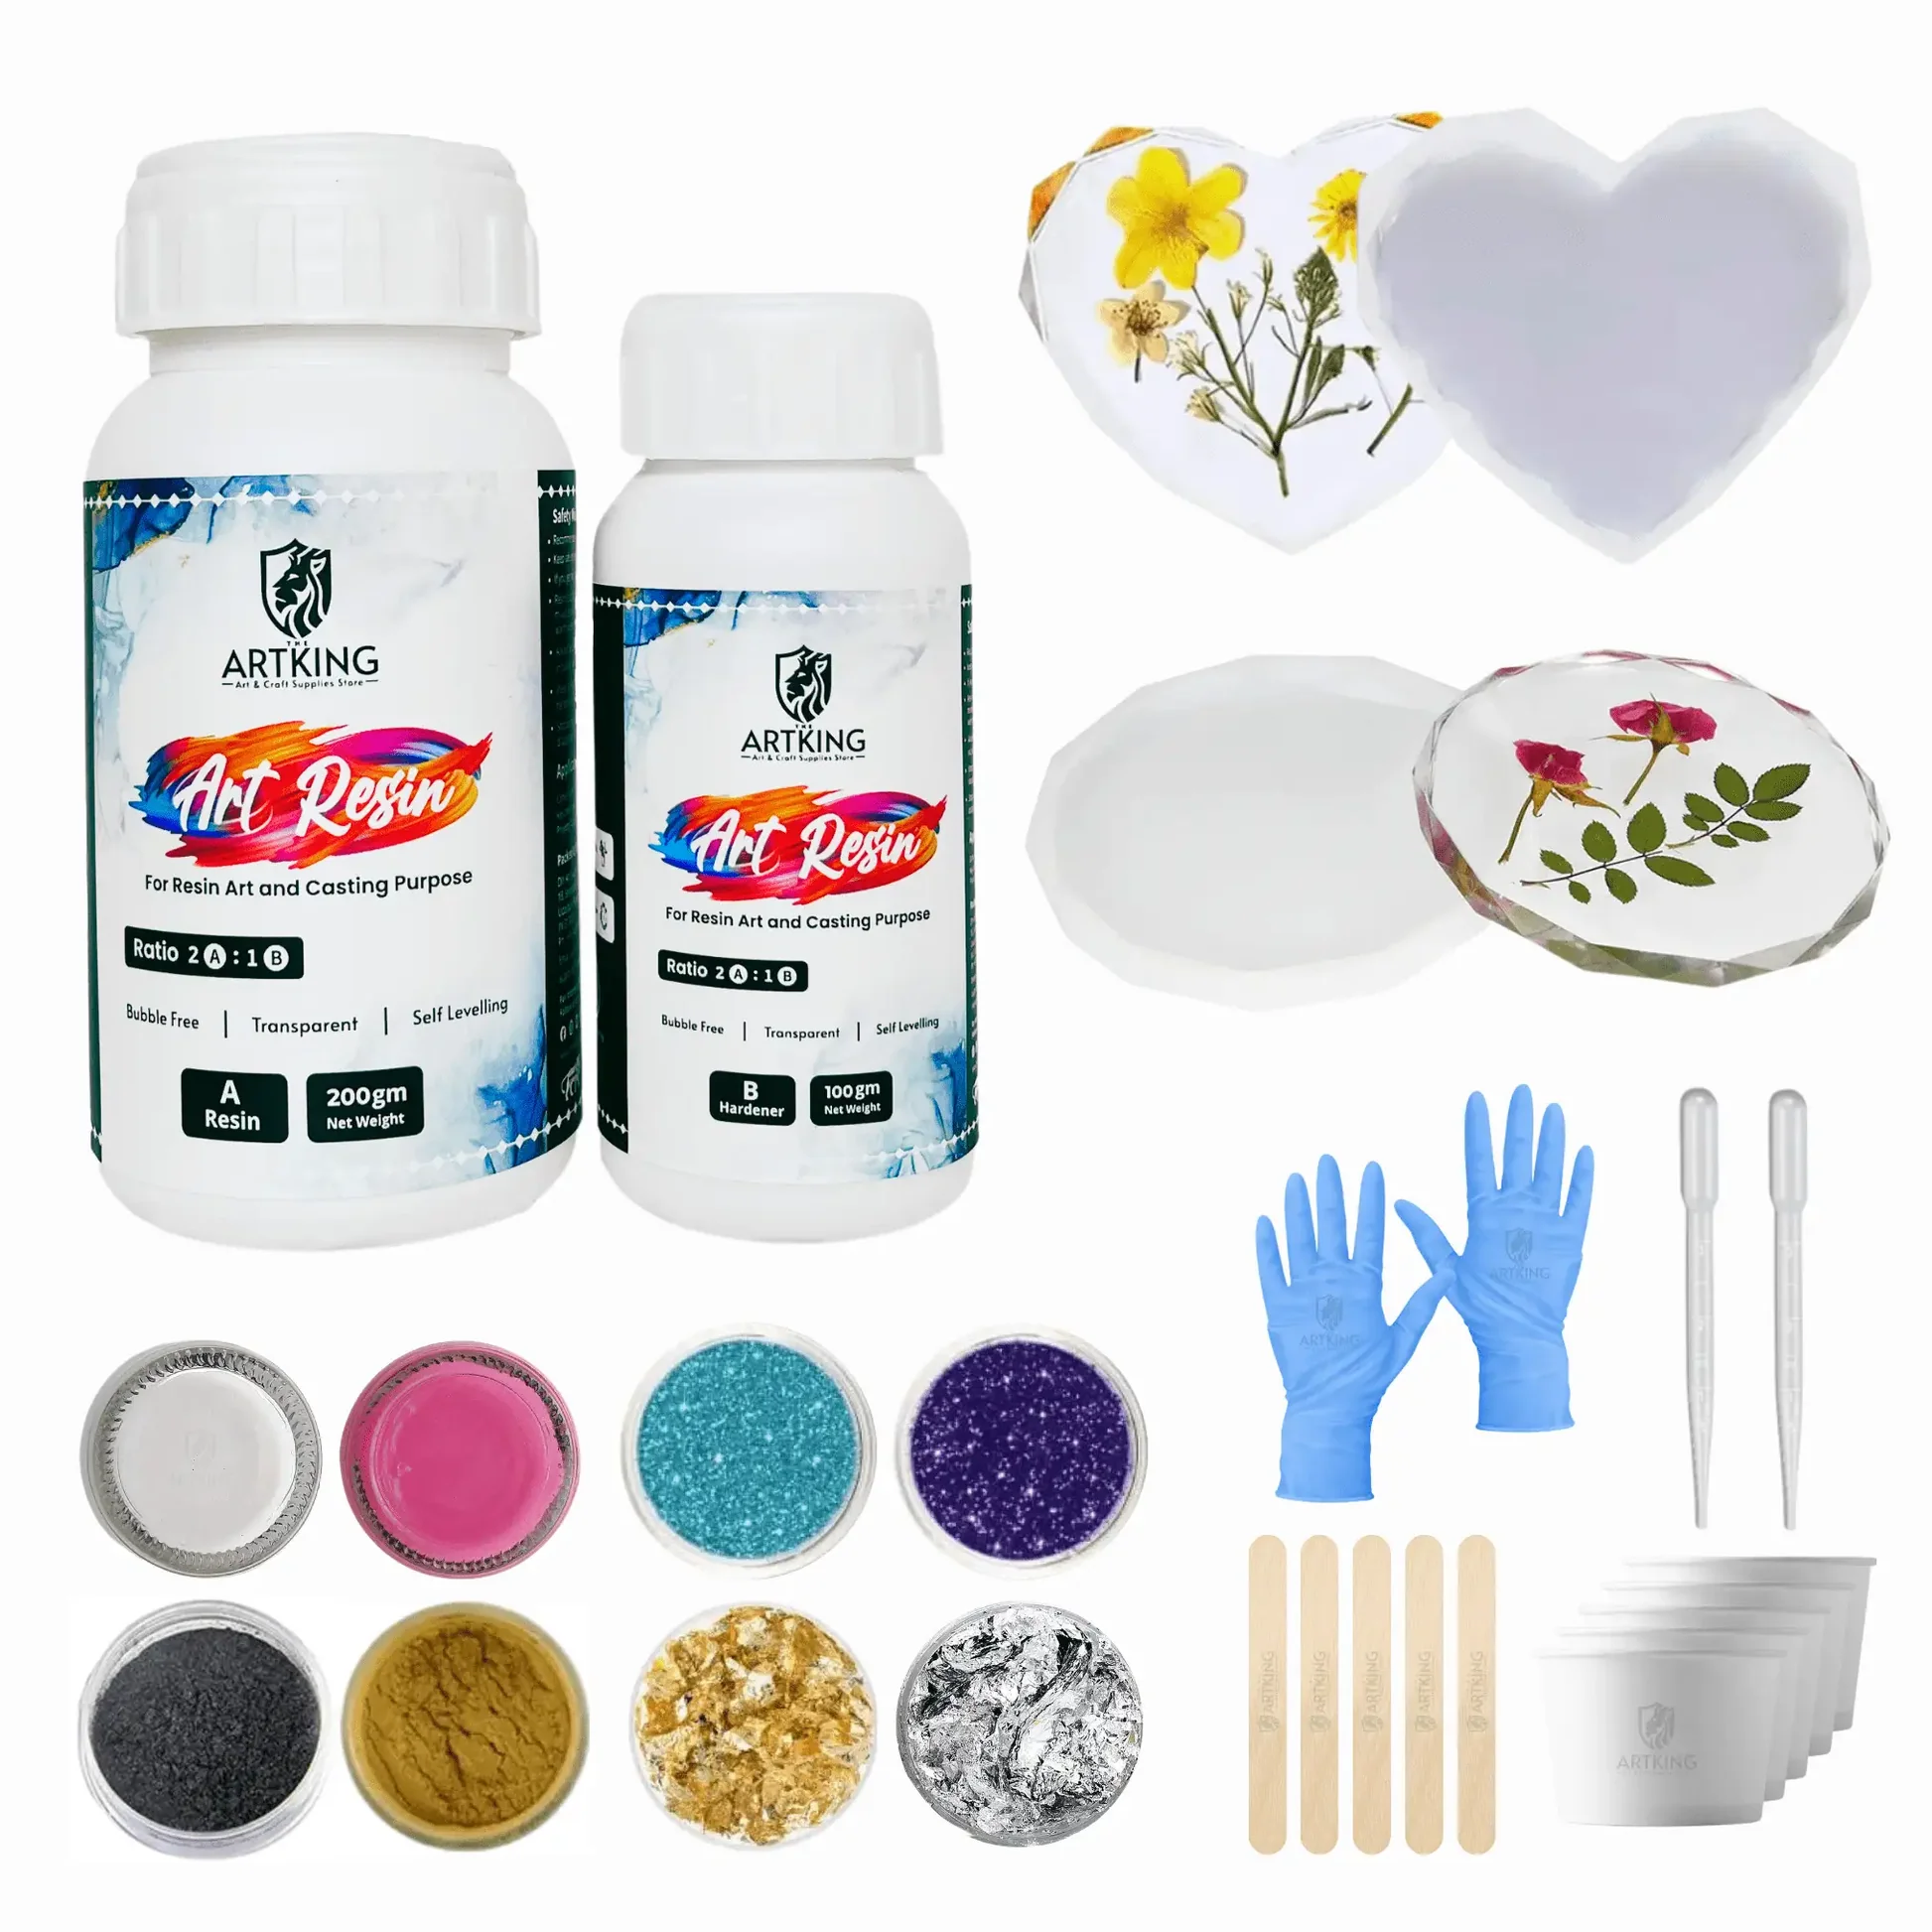 THE
ARTKING
Art & Craft Supplies Store
Art Resin
For Resin Art and Casting Purpose
Ratio 2 A : 1 B
Bubble Free | Transparent | Self Levelling
A
Resin
200gm
Net Weight
Safety
THE
ARTKING
Art & Craft Supplies Store
Art Resin
For Resin Art and Casting Purpose
Ratio 2 A : 1 B
Bubble Free | Transparent | Self Levelling
B
Hardener
100gm
Net Weight
ARTKING
ARTKING
ARTKING
ARTKING
ARTKING
ARTKING
ARTKING
ARTKING